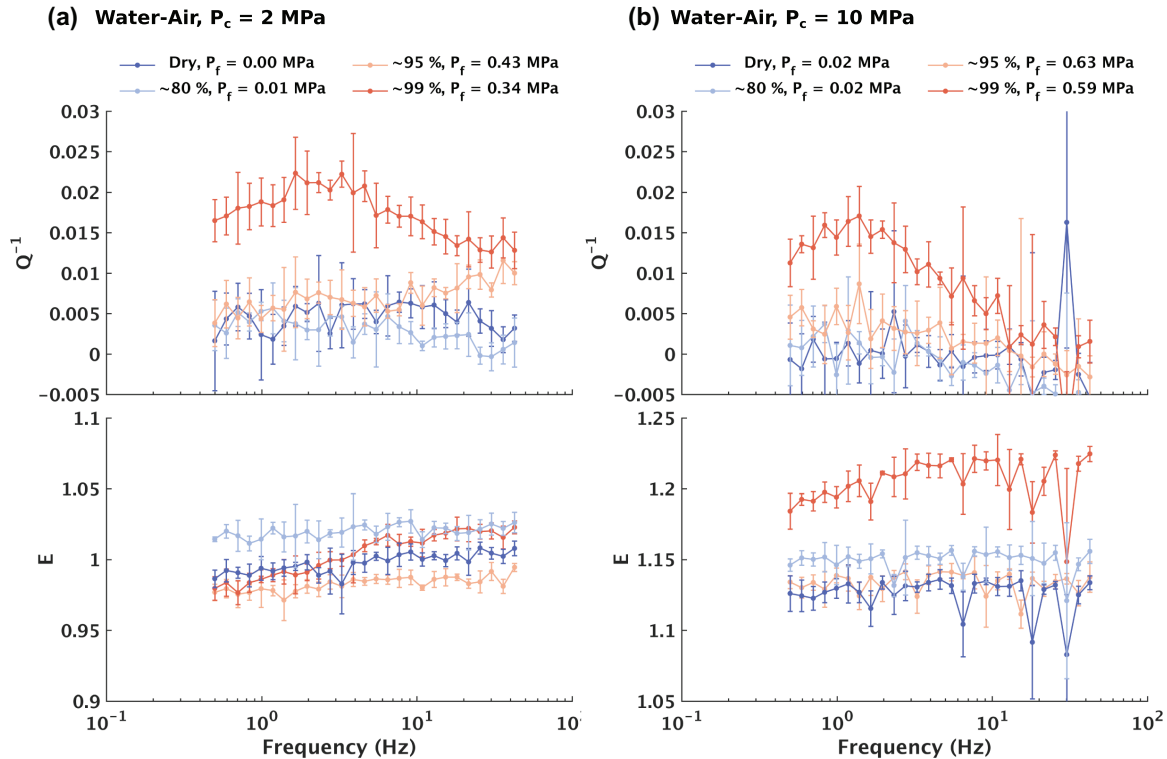 (a) Water-Air, Pc = 2 MPa
Dry, Pf = 0.00 MPa
~80 %, Pf = 0.01 MPa
~95 %, Pf = 0.43 MPa
~99 %, Pf = 0.34 MPa
0.03
0.025
0.02
0.015
0.01
0.005
0
−0.005
Q−1
1.1
1.05
1
0.95
0.9
E
10−1
100
101
102
Frequency (Hz)
(b) Water-Air, Pc = 10 MPa
Dry, Pf = 0.02 MPa
~80 %, Pf = 0.02 MPa
~95 %, Pf = 0.63 MPa
~99 %, Pf = 0.59 MPa
0.03
0.025
0.02
0.015
0.01
0.005
0
−0.005
Q−1
1.25
1.2
1.15
1.1
1.05
E
10−1
100
101
102
Frequency (Hz)